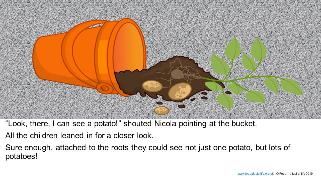 "Look, there, I can see a potato!" shouted Nicola pointing at the bucket.
All the children leaned in for a closer look.
Sure enough, attached to the roots they could see not just one potato, but lots of
potatoes!